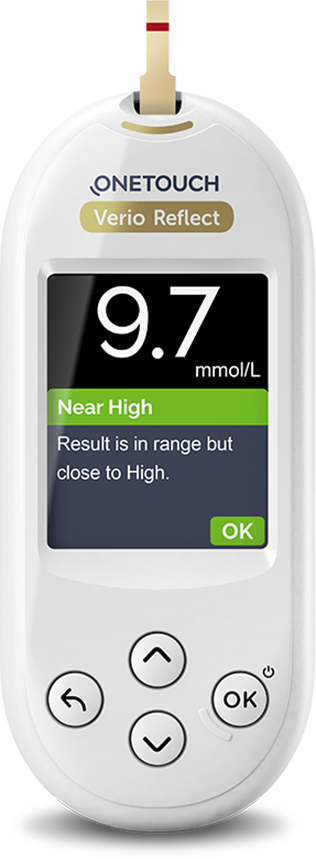 ONETOUCH
Verio Reflect
9.7
mmol/L
Near High
Result is in range but
close to High.
OK
OK